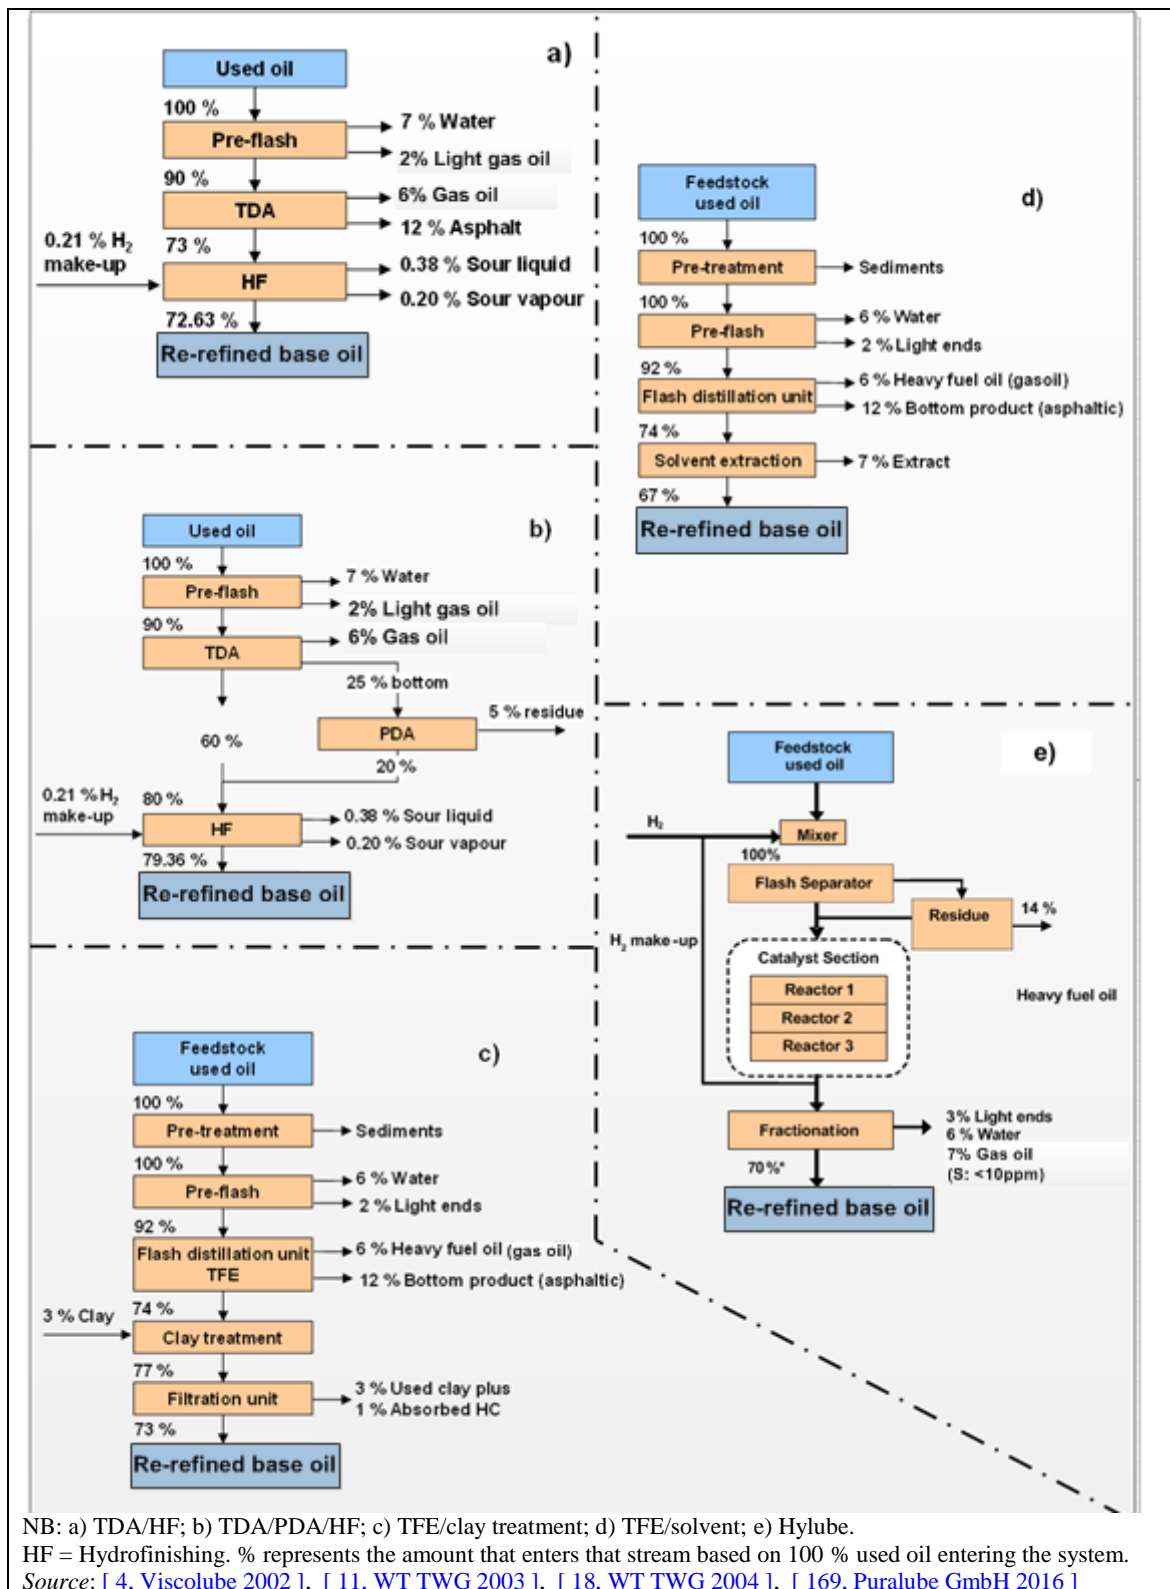 a)
Used oil
100 %
Pre-flash
7 % Water
2% Light gas oil
90 %
TDA
6% Gas oil
12 % Asphalt
0.21 % H2
make-up
73 %
HF
0.38 % Sour liquid
0.20 % Sour vapour
72.63 %
Re-refined base oil
b)
Used oil
100 %
Pre-flash
7 % Water
2% Light gas oil
90 %
TDA
6% Gas oil
25 % bottom
5 % residue
PDA
60 %
20 %
0.21 % H2
make-up
80 %
HF
0.38 % Sour liquid
0.20 % Sour vapour
79.36 %
Re-refined base oil
c)
Feedstock
used oil
100 %
Pre-treatment
Sediments
100 %
Pre-flash
6 % Water
2 % Light ends
92 %
Flash distillation unit
TFE
6 % Heavy fuel oil (gas oil)
12 % Bottom product (asphaltic)
3 % Clay
74 %
Clay treatment
77 %
Filtration unit
3 % Used clay plus
1 % Absorbed HC
73 %
Re-refined base oil
d)
Feedstock
used oil
100 %
Pre-treatment
Sediments
100 %
Pre-flash
6 % Water
2 % Light ends
92 %
Flash distillation unit
6 % Heavy fuel oil (gasoil)
12 % Bottom product (asphaltic)
74 %
Solvent extraction
7 % Extract
67 %
Re-refined base oil
e)
Feedstock
used oil
H2
Mixer
100%
Flash Separator
Residue
14 %
H2 make-up
Catalyst Section
Heavy fuel oil
Reactor 1
Reactor 2
Reactor 3
Fractionation
3% Light ends
6 % Water
7% Gas oil
(S: <10ppm)
70 %*
Re-refined base oil
NB: a) TDA/HF; b) TDA/PDA/HF; c) TFE/clay treatment; d) TFE/solvent; e) Hylube.
HF = Hydrofinishing. % represents the amount that enters that stream based on 100 % used oil entering the system.
Source: [ 4, Viscolube 2002 ], [ 11, WT TWG 2003 ], [ 18, WT TWG 2004 ], [ 169, Puralube GmbH 2016 ]